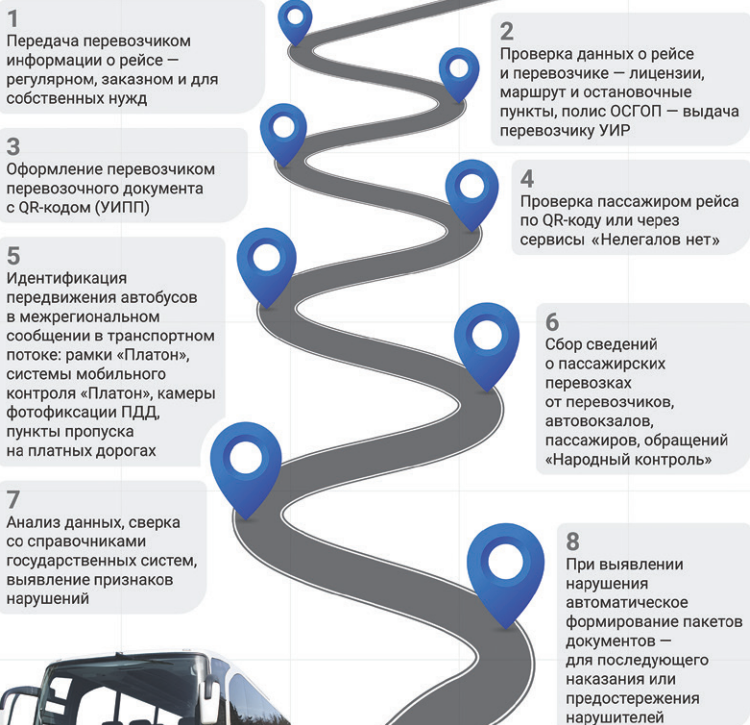 1
Передача перевозчиком
информации о рейсе —
регулярном, заказном и для
собственных нужд
2
Проверка данных о рейсе
и перевозчике — лицензии,
маршрут и остановочные
пункты, полис ОСГОП — выдача
перевозчику УИР
3
Оформление перевозчиком
перевозочного документа
с QR-кодом (УИПП)
4
Проверка пассажиром рейса
по QR-коду или через
сервисы «Нелегалов нет»
5
Идентификация
передвижения автобусов
в межрегиональном
сообщении в транспортном
потоке: рамки «Платон»,
системы мобильного
контроля «Платон», камеры
фотофиксации ПДД,
пункты пропуска
на платных дорогах
6
Сбор сведений
о пассажирских
перевозках
от перевозчиков,
автовокзалов,
пассажиров, обращений
«Народный контроль»
7
Анализ данных, сверка
со справочниками
государственных систем,
выявление признаков
нарушений
8
При выявлении
нарушения
автоматическое
формирование пакетов
документов —
для последующего
наказания или
предостережения
нарушителей